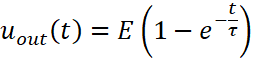 u_out(t) = E (1 − e^(−t/τ))